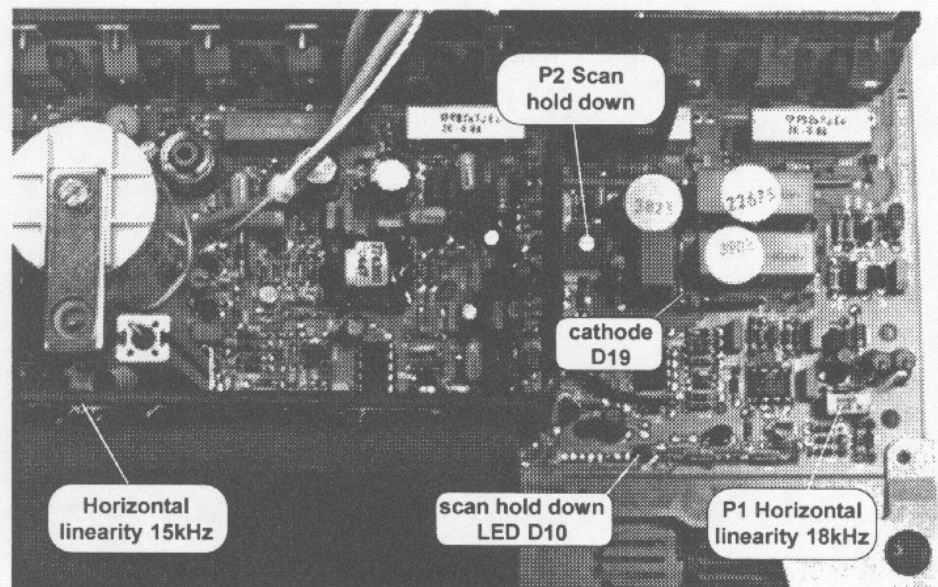 P2 Scan
hold down
cathode
D19
Horizontal
linearity 15kHz
scan hold down
LED D10
P1 Horizontal
linearity 18kHz